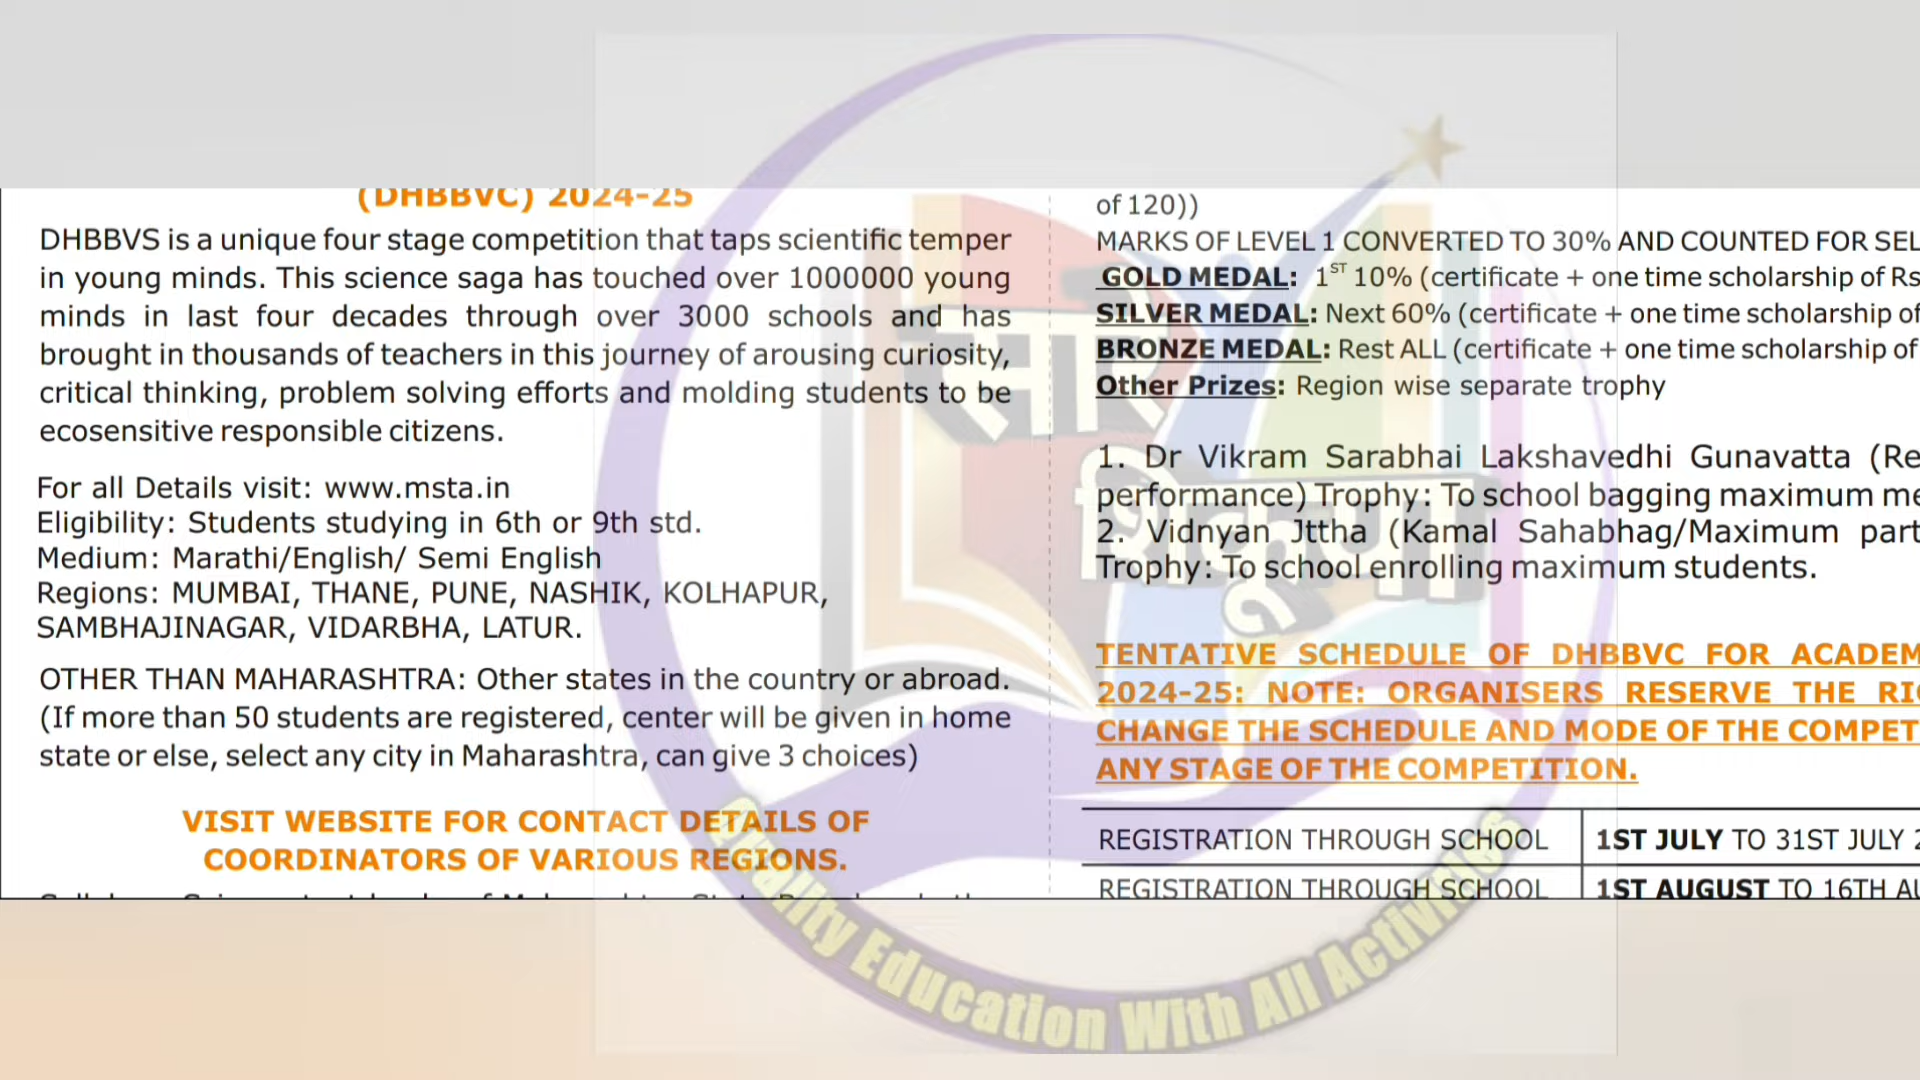 (DHBBVC) 2024-25
DHBBVS is a unique four stage competition that taps scientific temper
in young minds. This science saga has touched over 1000000 young
minds in last four decades through over 3000 schools and has
brought in thousands of teachers in this journey of arousing curiosity,
critical thinking, problem solving efforts and molding students to be
ecosensitive responsible citizens.
For all Details visit: www.msta.in
Eligibility: Students studying in 6th or 9th std.
Medium: Marathi/English/ Semi English
Regions: MUMBAI, THANE, PUNE, NASHIK, KOLHAPUR,
SAMBHAJINAGAR, VIDARBHA, LATUR.
OTHER THAN MAHARASHTRA: Other states in the country or abroad.
(If more than 50 students are registered, center will be given in home
state or else, select any city in Maharashtra, can give 3 choices)
VISIT WEBSITE FOR CONTACT DETAILS OF
COORDINATORS OF VARIOUS REGIONS.
of 120))
MARKS OF LEVEL 1 CONVERTED TO 30% AND COUNTED FOR SEL
GOLD MEDAL: 1ST 10% (certificate + one time scholarship of Rs
SILVER MEDAL: Next 60% (certificate + one time scholarship of
BRONZE MEDAL: Rest ALL (certificate + one time scholarship of
Other Prizes: Region wise separate trophy
1. Dr Vikram Sarabhai Lakshavedhi Gunavatta (Re
performance) Trophy: To school bagging maximum me
2. Vidnyan Jttha (Kamal Sahabhag/Maximum part
Trophy: To school enrolling maximum students.
TENTATIVE SCHEDULE OF DHBBVC FOR ACADEM
2024-25: NOTE: ORGANISERS RESERVE THE RIG
CHANGE THE SCHEDULE AND MODE OF THE COMPET
ANY STAGE OF THE COMPETITION.
REGISTRATION THROUGH SCHOOL 1ST JULY TO 31ST JULY 2
REGISTRATION THROUGH SCHOOL 1ST AUGUST TO 16TH AU
सारे
शिकूया
Quality Education With All Activities